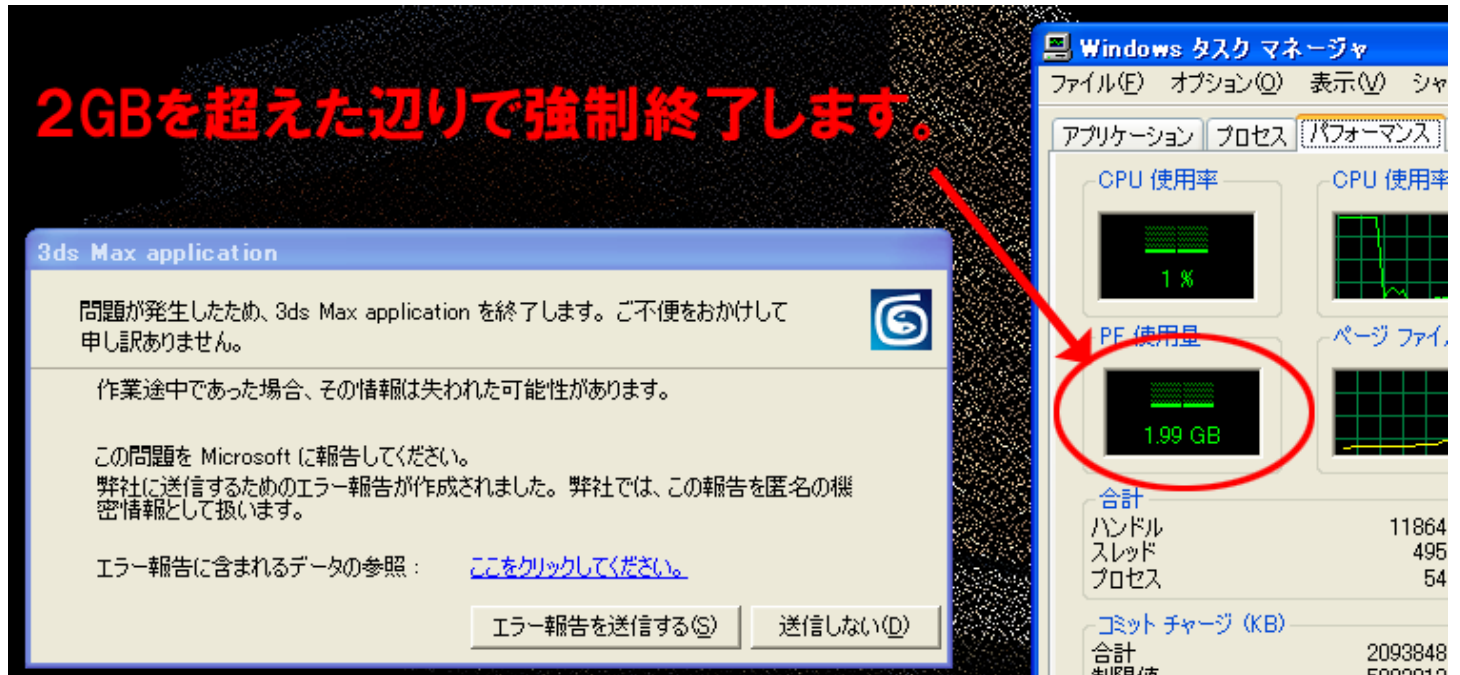 2GBを超えた辺りで強制終了します。
3ds Max application
問題が発生したため、3ds Max application を終了します。ご不便をおかけして
申し訳ありません。
作業途中であった場合、その情報は失われた可能性があります。
この問題を Microsoft に報告してください。
弊社に送信するためのエラー報告が作成されました。弊社では、この報告を匿名の機
密情報として扱います。
エラー報告に含まれるデータの参照：
ここをクリックしてください。
エラー報告を送信する(S)
送信しない(D)
Windows タスク マネージャ
ファイル(F) オプション(O) 表示(V) シャ
アプリケーション プロセス パフォーマンス
CPU 使用率
CPU 使用率
1 %
PF 使用量
ページ ファイ
1.99 GB
合計
ハンドル 11864
スレッド 495
プロセス 54
コミット チャージ (KB)
合計 2093848
制限値